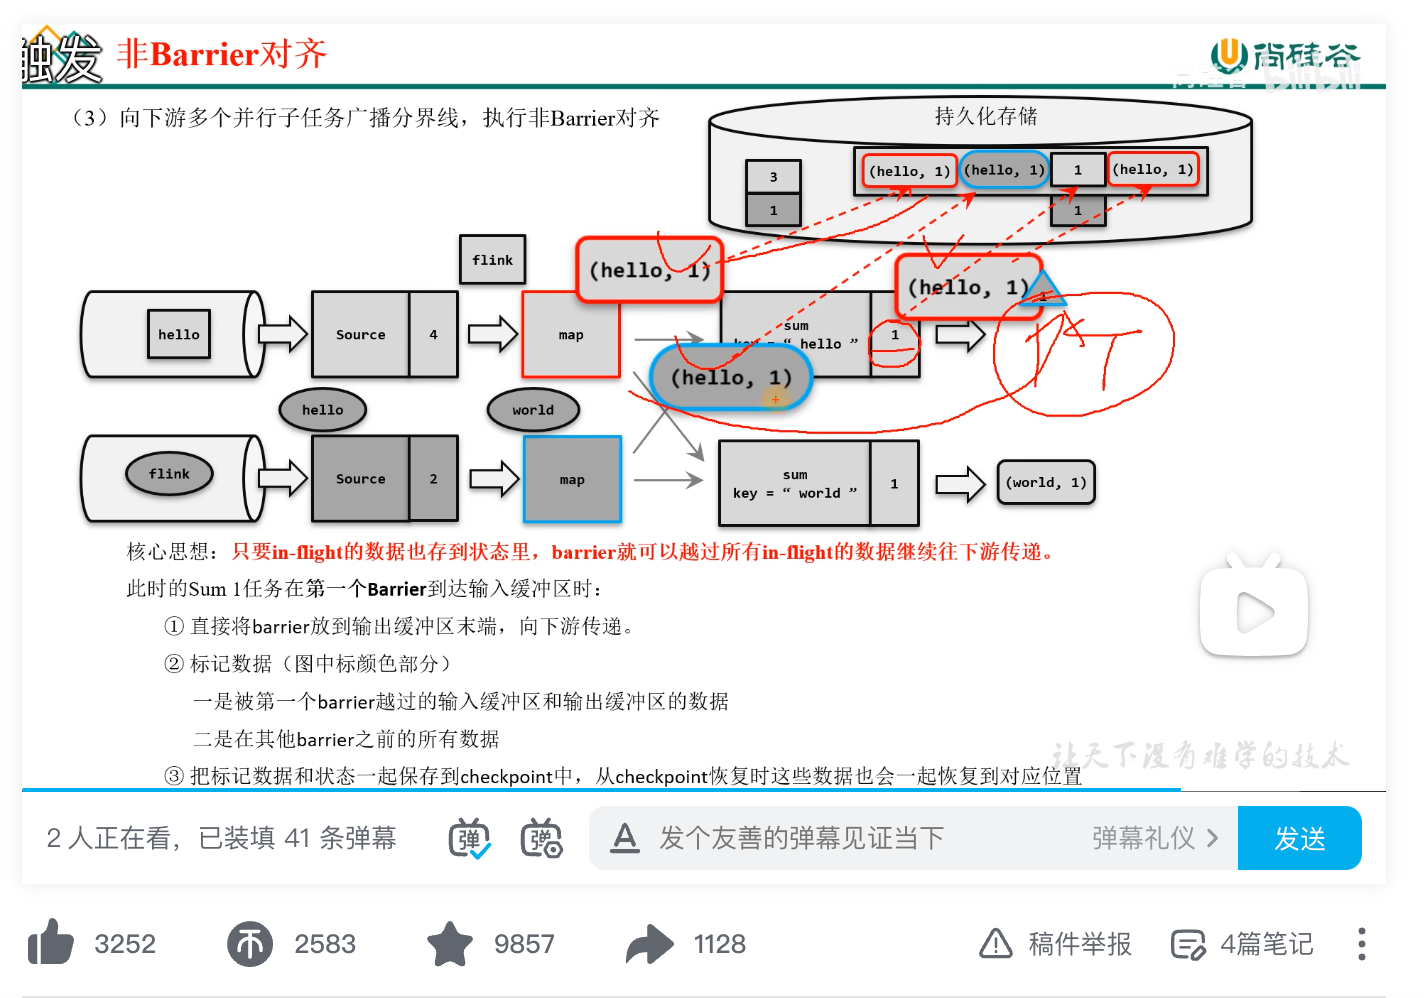 触发
非Barrier对齐
尚硅谷
bilibili
（3）向下游多个并行子任务广播分界线，执行非Barrier对齐
持久化存储
3
(hello, 1)
(hello, 1)
1
(hello, 1)
1
1
flink
(hello, 1)
(hello, 1)
hello
Source
4
map
sum
key = “ hello ”
1
(hello, 1)
hello
world
flink
Source
2
map
sum
key = “ world ”
1
(world, 1)
核心思想：只要in-flight的数据也存到状态里，barrier就可以越过所有in-flight的数据继续往下游传递。
此时的Sum 1任务在第一个Barrier到达输入缓冲区时：
① 直接将barrier放到输出缓冲区末端，向下游传递。
② 标记数据（图中标颜色部分）
一是被第一个barrier越过的输入缓冲区和输出缓冲区的数据
二是在其他barrier之前的所有数据
③ 把标记数据和状态一起保存到checkpoint中，从checkpoint恢复时这些数据也会一起恢复到对应位置
让天下没有难学的技术
2 人正在看，已装填 41 条弹幕
弹
弹
A
发个友善的弹幕见证当下
弹幕礼仪 >
发送
3252
2583
9857
1128
稿件举报
4篇笔记